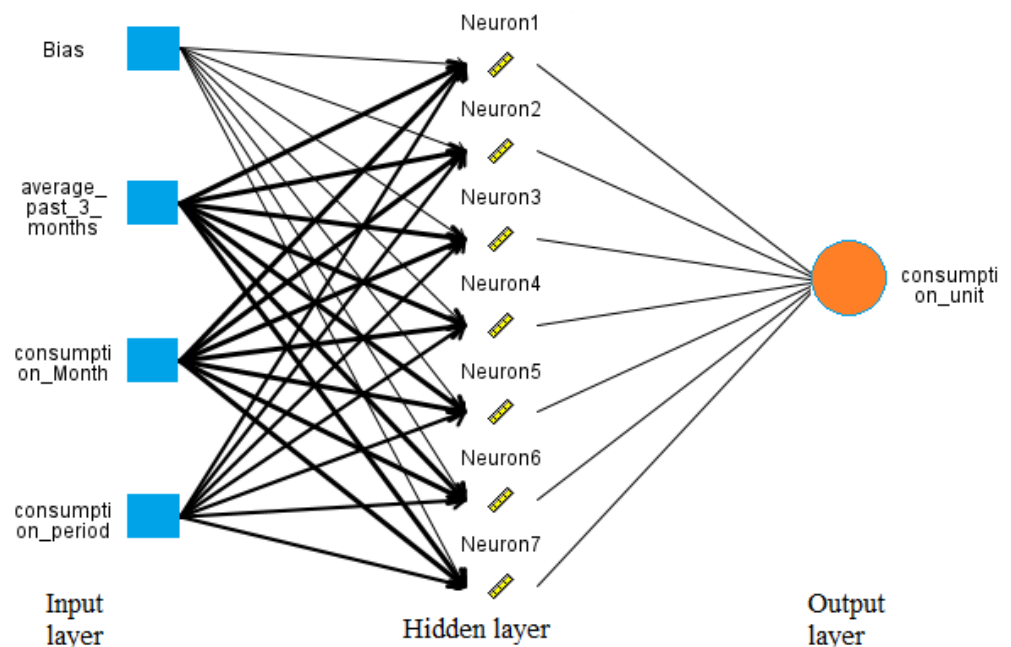 Bias
average_
past_3_
months
consumpti
on_Month
consumpti
on_period
Input
layer
Neuron1
Neuron2
Neuron3
Neuron4
Neuron5
Neuron6
Neuron7
Hidden layer
consumpti
on_unit
Output
layer